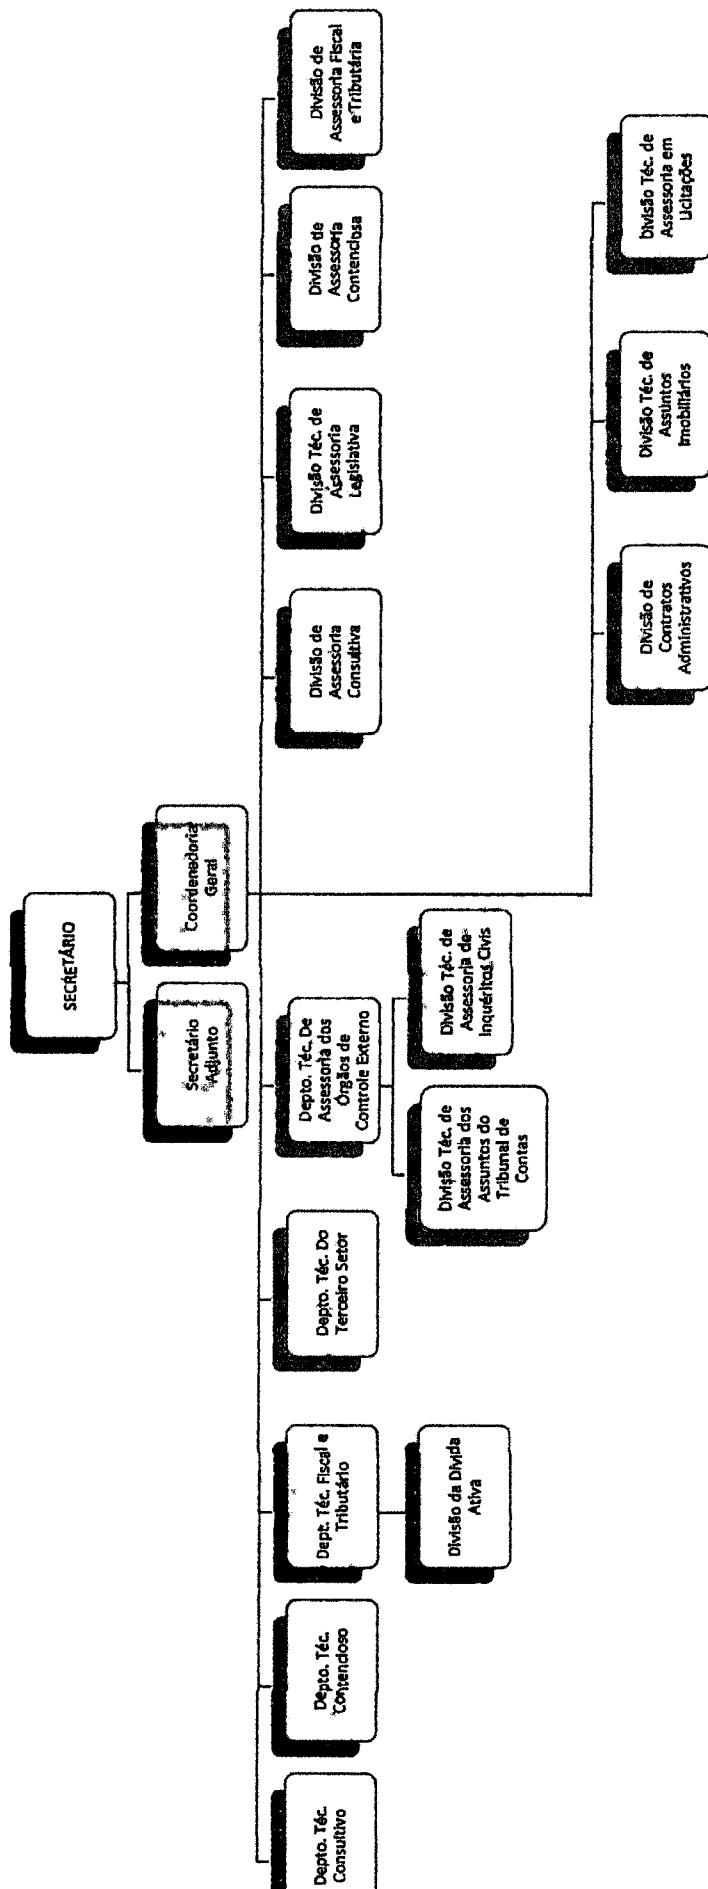 SECRETÁRIO
Secretário
Adjunto
Coordenadoria
Geral
Depto. Téc.
Consultivo
Depto. Téc.
Contencioso
Dept. Téc. Fiscal e
Tributário
Depto. Téc. Do
Terceiro Setor
Depto. Téc. De
Assessoria dos
Órgãos de
Controle Externo
Divisão de
Assessoria
Consultiva
Divisão Téc. de
Assessoria
Legislativa
Divisão de
Assessoria
Contenciosa
Divisão de
Assessoria Fiscal
e Tributária
Divisão da Dívida
Ativa
Divisão Téc. de
Assessoria dos
Assuntos do
Tribunal de
Contas
Divisão Téc. de
Assessoria de
Inquéritos Civis
Divisão de
Contratos
Administrativos
Divisão Téc. de
Assuntos
Imobiliários
Divisão Téc. de
Assessoria em
Licitações